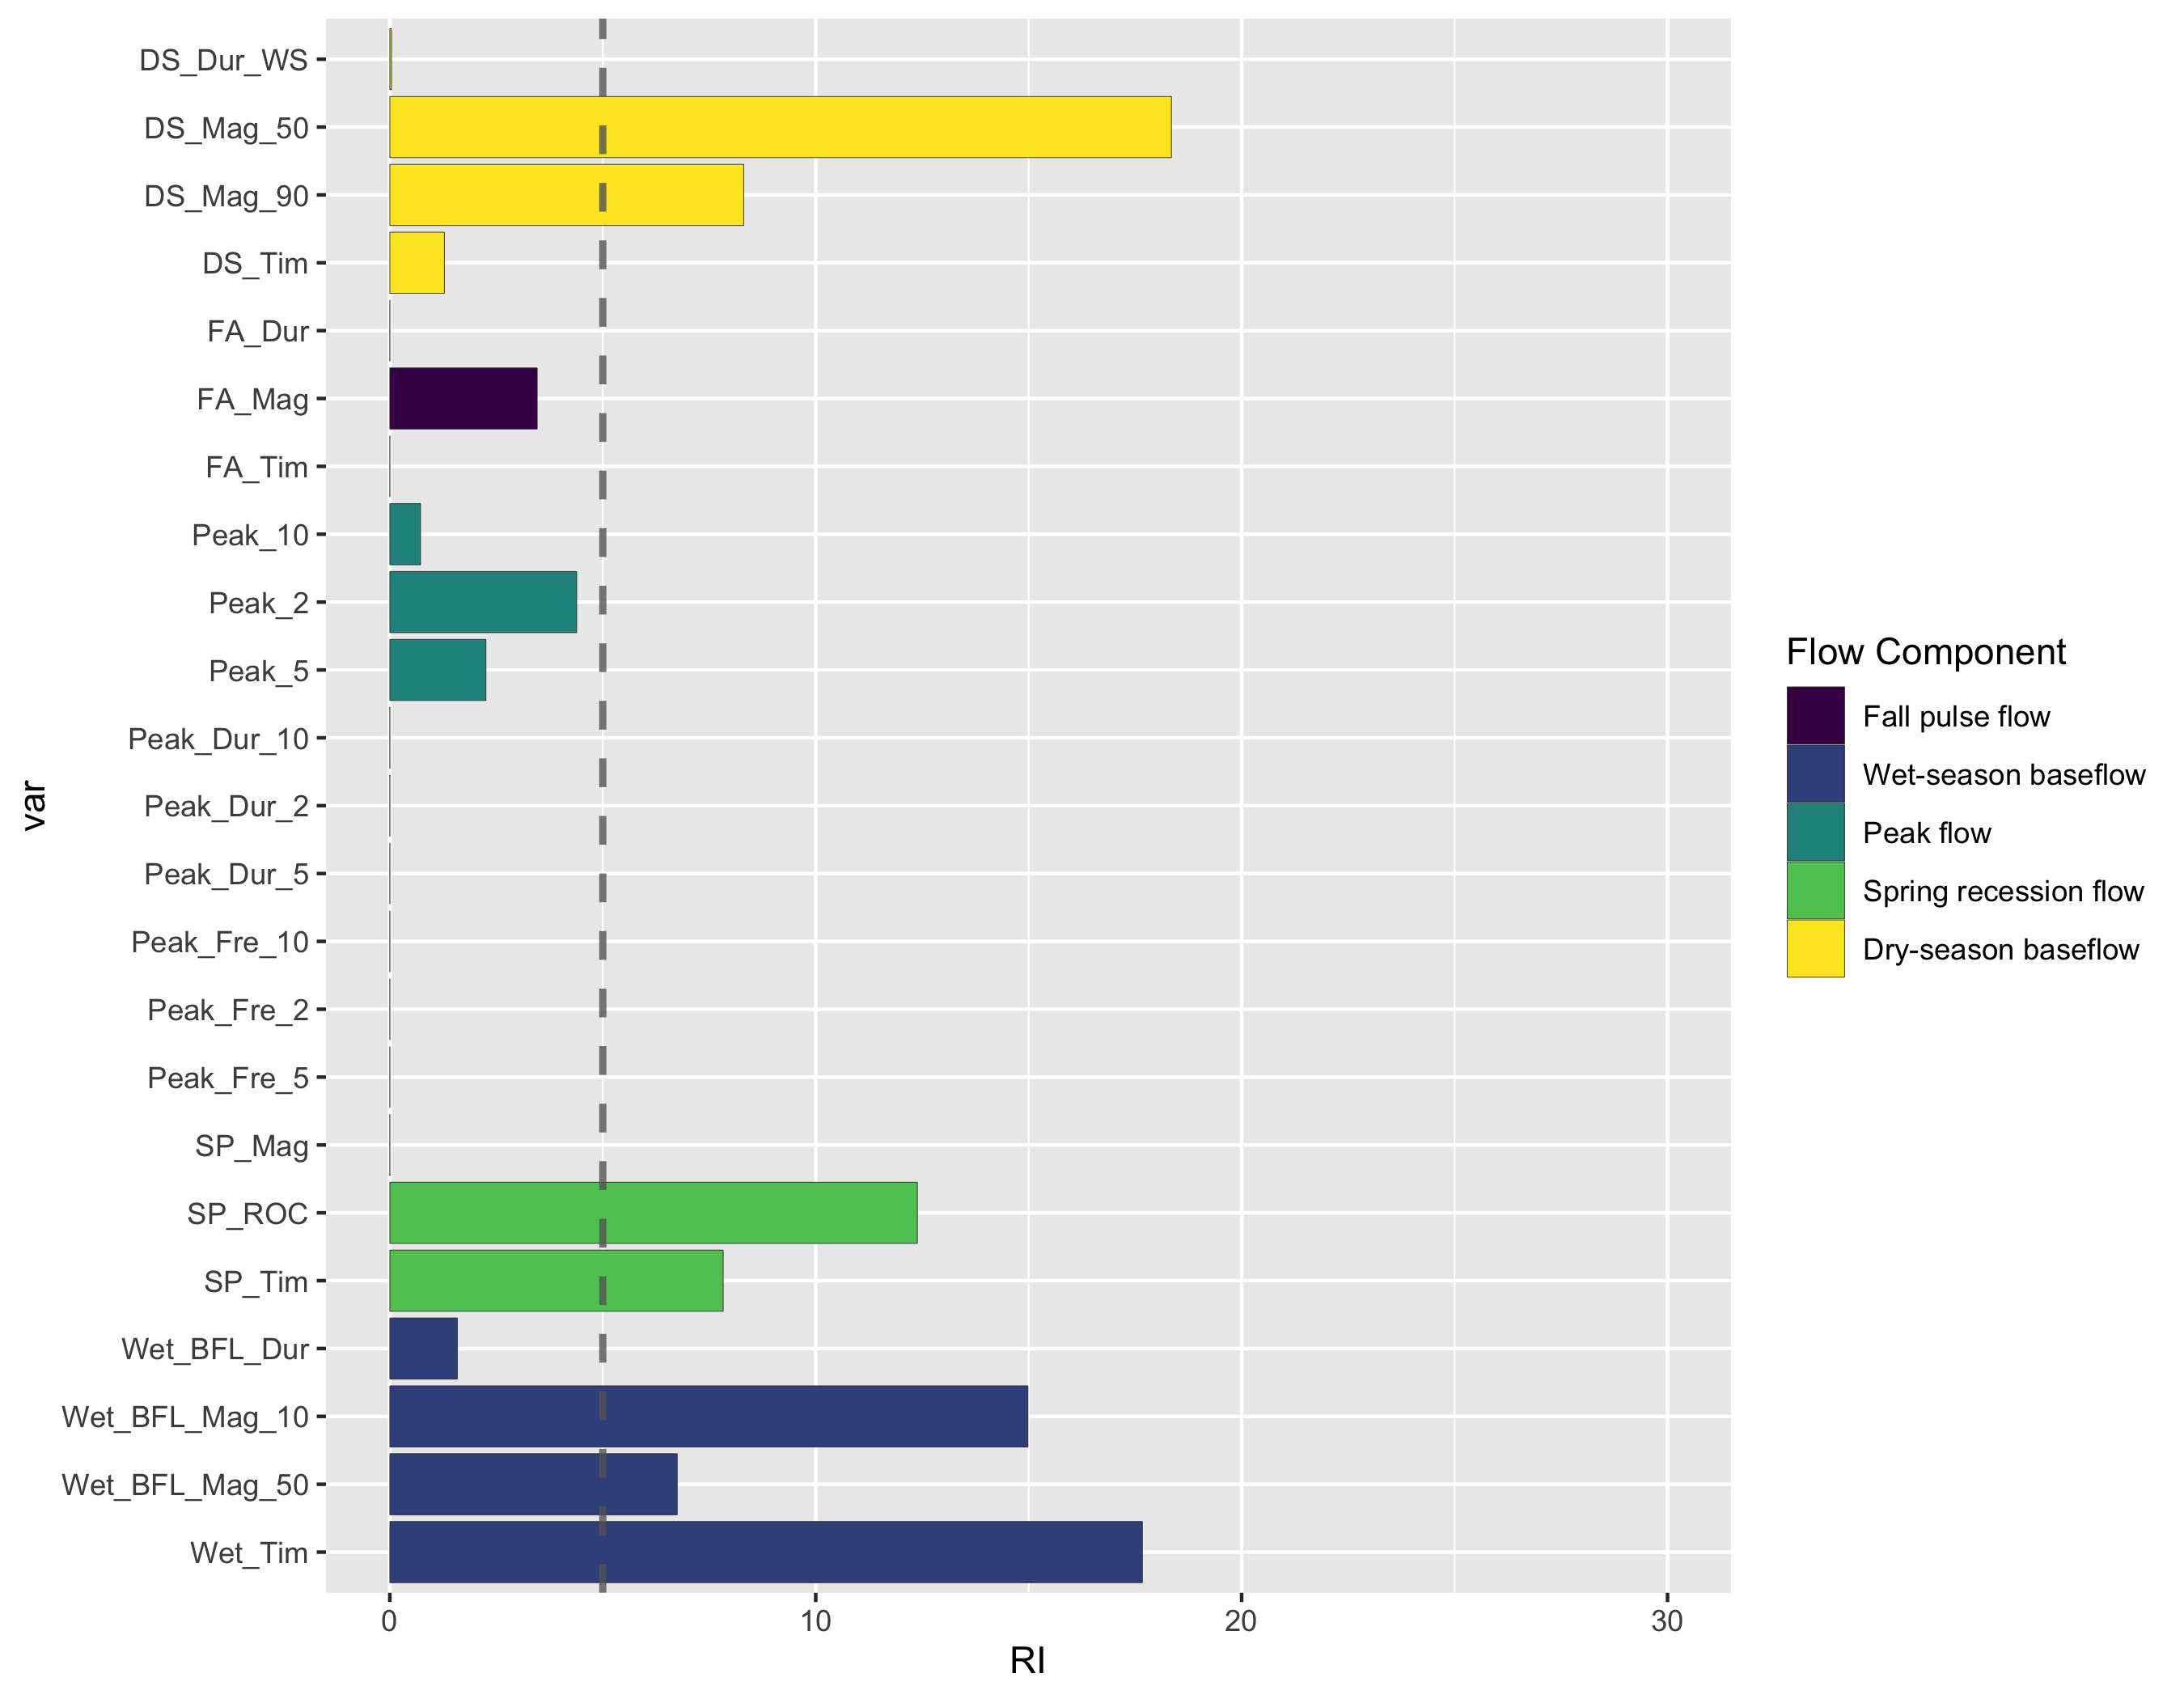 DS_Dur_WS
DS_Mag_50
DS_Mag_90
DS_Tim
FA_Dur
FA_Mag
FA_Tim
Peak_10
Peak_2
Peak_5
Peak_Dur_10
Peak_Dur_2
Peak_Dur_5
Peak_Fre_10
Peak_Fre_2
Peak_Fre_5
SP_Mag
SP_ROC
SP_Tim
Wet_BFL_Dur
Wet_BFL_Mag_10
Wet_BFL_Mag_50
Wet_Tim
var
0 10 20 30
RI
Flow Component
Fall pulse flow
Wet-season baseflow
Peak flow
Spring recession flow
Dry-season baseflow